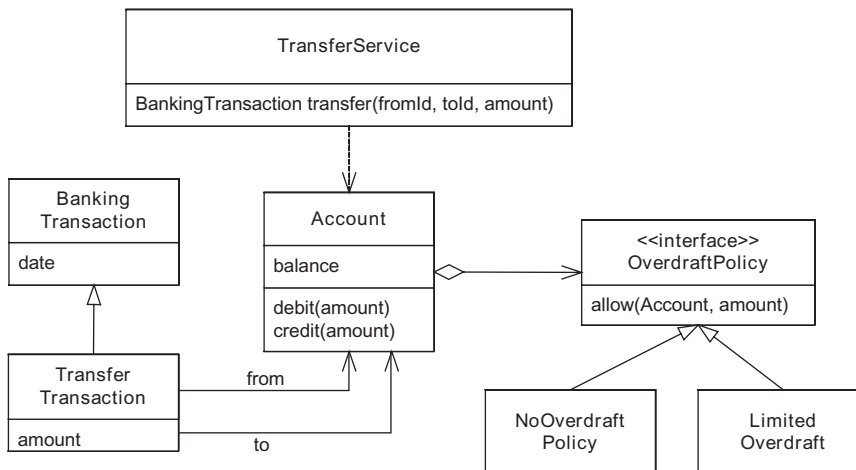 TransferService
BankingTransaction transfer(fromId, toId, amount)
Banking
Transaction
date
Account
balance
debit(amount)
credit(amount)
<<interface>>
OverdraftPolicy
allow(Account, amount)
Transfer
Transaction
amount
from
to
NoOverdraft
Policy
Limited
Overdraft